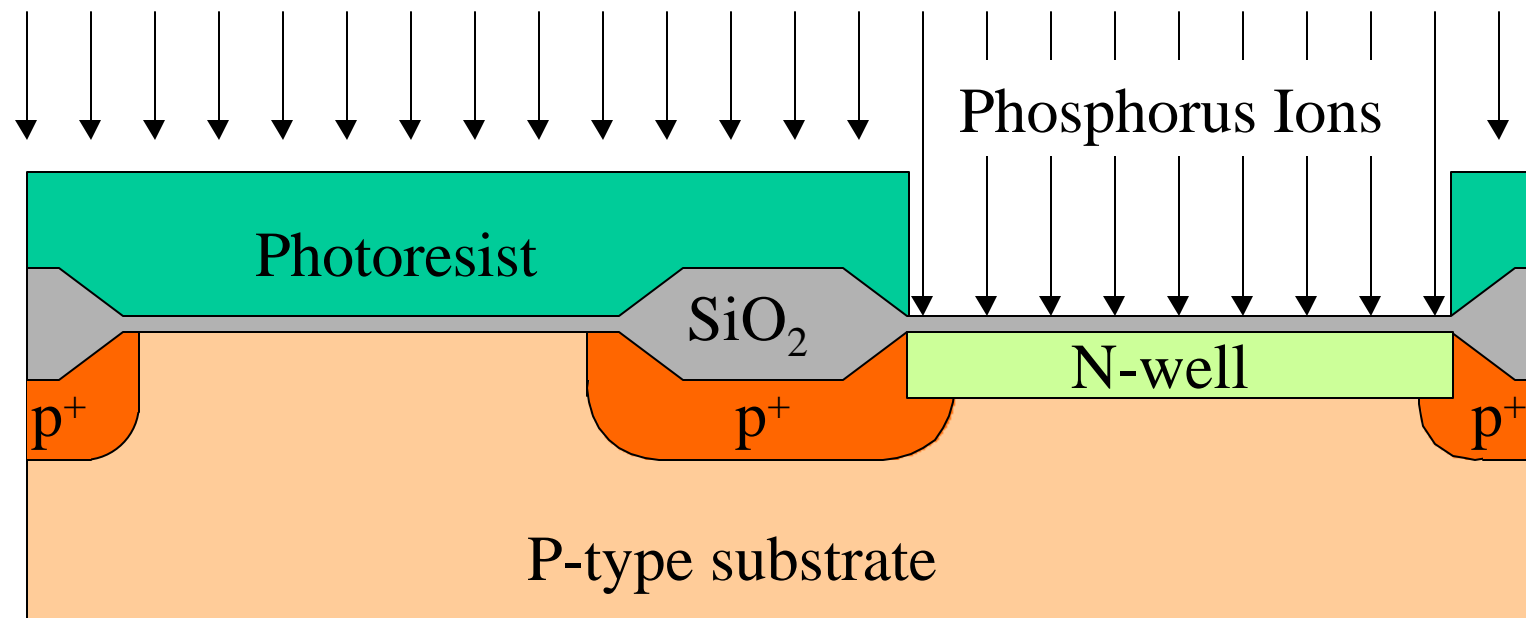 Phosphorus Ions
Photoresist
SiO₂
N-well
p⁺
p⁺
p⁺
P-type substrate